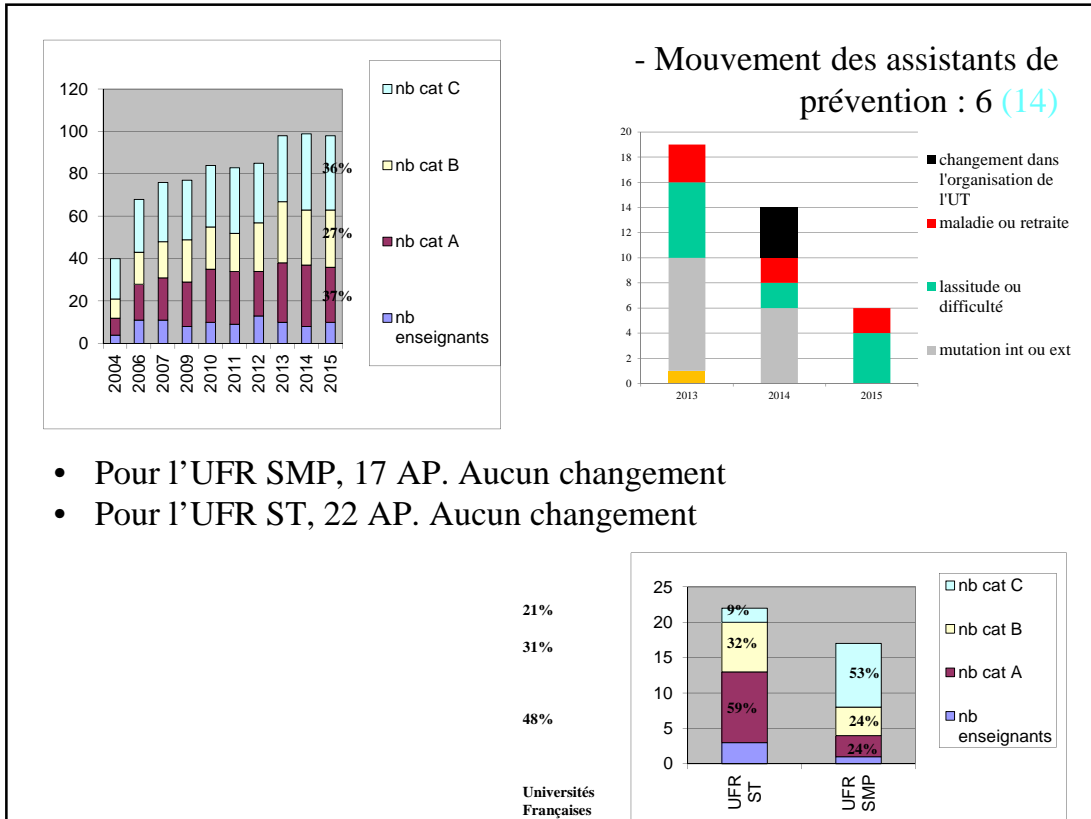 120
100
80
60
40
20
0
2004
2006
2007
2009
2010
2011
2012
2013
2014
2015
36%
27%
37%
nb cat C
nb cat B
nb cat A
nb
enseignants
- Mouvement des assistants de
prévention : 6 (14)
20
18
16
14
12
10
8
6
4
2
0
2013
2014
2015
changement dans
l'organisation de
l'UT
maladie ou retraite
lassitude ou
difficulté
mutation int ou ext
• Pour l’UFR SMP, 17 AP. Aucun changement
• Pour l’UFR ST, 22 AP. Aucun changement
21%
31%
48%
Universités
Françaises
25
20
15
10
5
0
9%
32%
59%
53%
24%
24%
UFR
ST
UFR
SMP
nb cat C
nb cat B
nb cat A
nb
enseignants